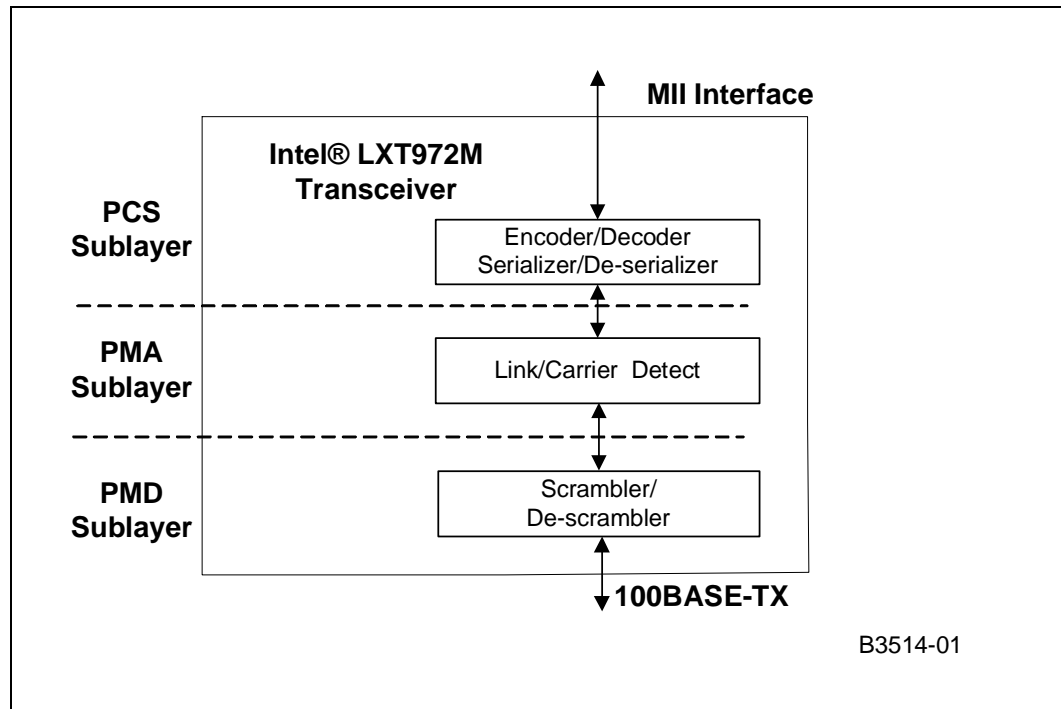 MII Interface
Intel® LXT972M
Transceiver
PCS
Sublayer
Encoder/Decoder
Serializer/De-serializer
PMA
Sublayer
Link/Carrier Detect
PMD
Sublayer
Scrambler/
De-scrambler
100BASE-TX
B3514-01